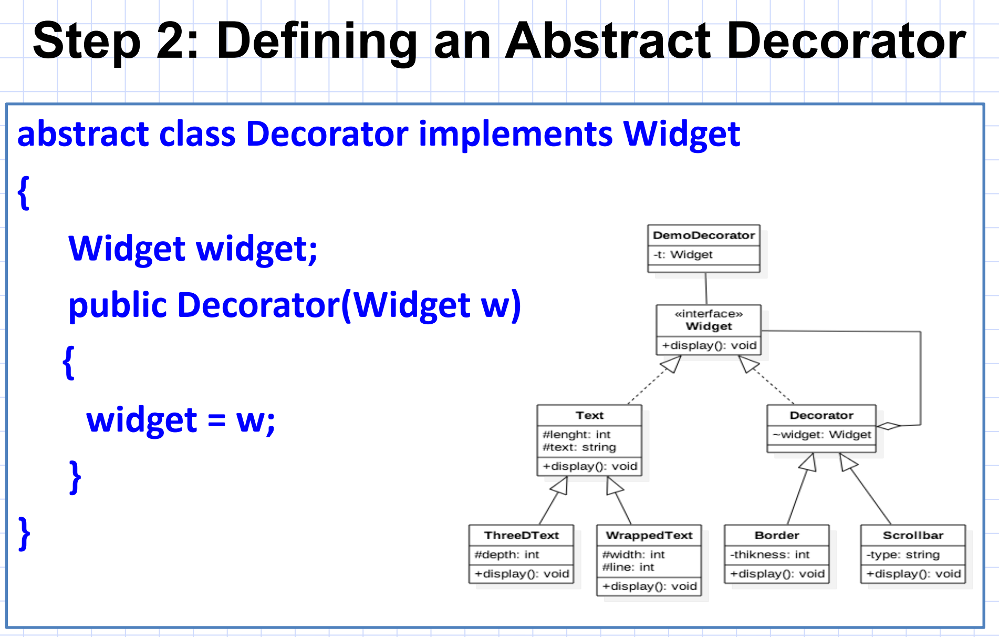 Step 2: Defining an Abstract Decorator
abstract class Decorator implements Widget
{
Widget widget;
public Decorator(Widget w)
{
widget = w;
}
}
DemoDecorator
-t: Widget
«interface»
Widget
+display(): void
Text
#lenght: int
#text: string
+display(): void
Decorator
~widget: Widget
ThreeDText
#depth: int
+display(): void
WrappedText
#width: int
#line: int
+display(): void
Border
-thikness: int
+display(): void
Scrollbar
-type: string
+display(): void